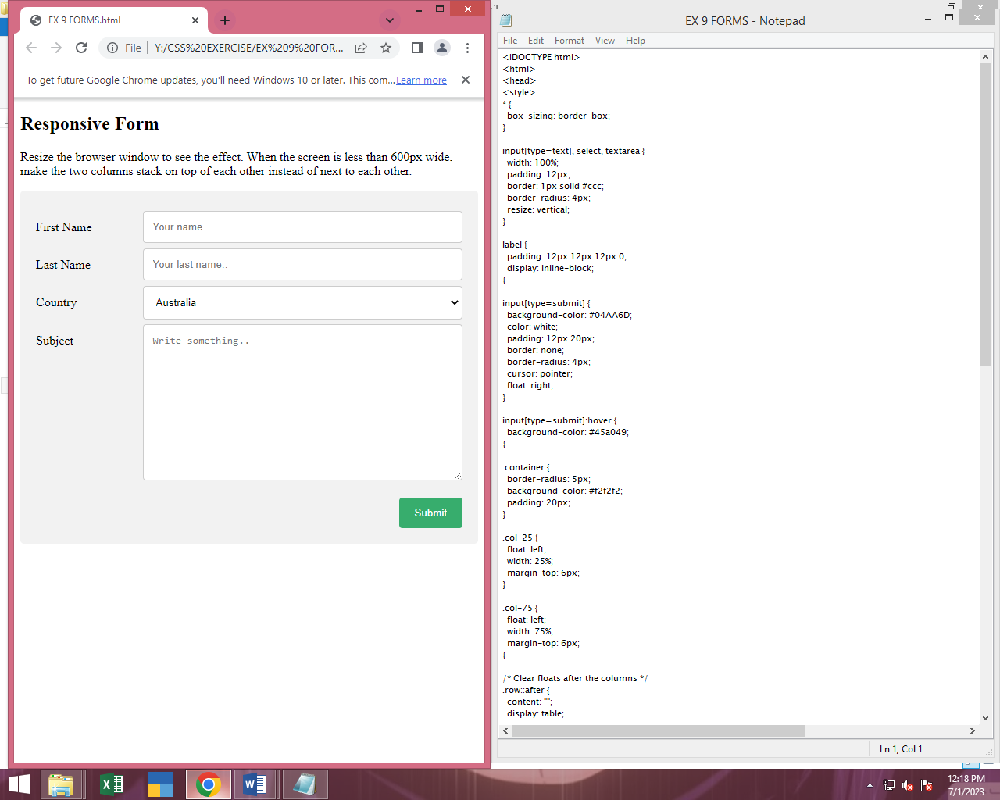 EX 9 FORMS.html
File
Y:/CSS%20EXERCISE/EX%209%20FOR...
To get future Google Chrome updates, you'll need Windows 10 or later. This com...Learn more
Responsive Form
Resize the browser window to see the effect. When the screen is less than 600px wide,
make the two columns stack on top of each other instead of next to each other.
First Name
Your name..
Last Name
Your last name..
Country
Australia
Subject
Write something..
Submit
EX 9 FORMS - Notepad
File Edit Format View Help
<!DOCTYPE html>
<html>
<head>
<style>
* {
  box-sizing: border-box;
}

input[type=text], select, textarea {
  width: 100%;
  padding: 12px;
  border: 1px solid #ccc;
  border-radius: 4px;
  resize: vertical;
}

label {
  padding: 12px 12px 12px 0;
  display: inline-block;
}

input[type=submit] {
  background-color: #04AA6D;
  color: white;
  padding: 12px 20px;
  border: none;
  border-radius: 4px;
  cursor: pointer;
  float: right;
}

input[type=submit]:hover {
  background-color: #45a049;
}

.container {
  border-radius: 5px;
  background-color: #f2f2f2;
  padding: 20px;
}

.col-25 {
  float: left;
  width: 25%;
  margin-top: 6px;
}

.col-75 {
  float: left;
  width: 75%;
  margin-top: 6px;
}

/* Clear floats after the columns */
.row::after {
  content: "";
  display: table;
Ln 1, Col 1
12:18 PM
7/1/2023